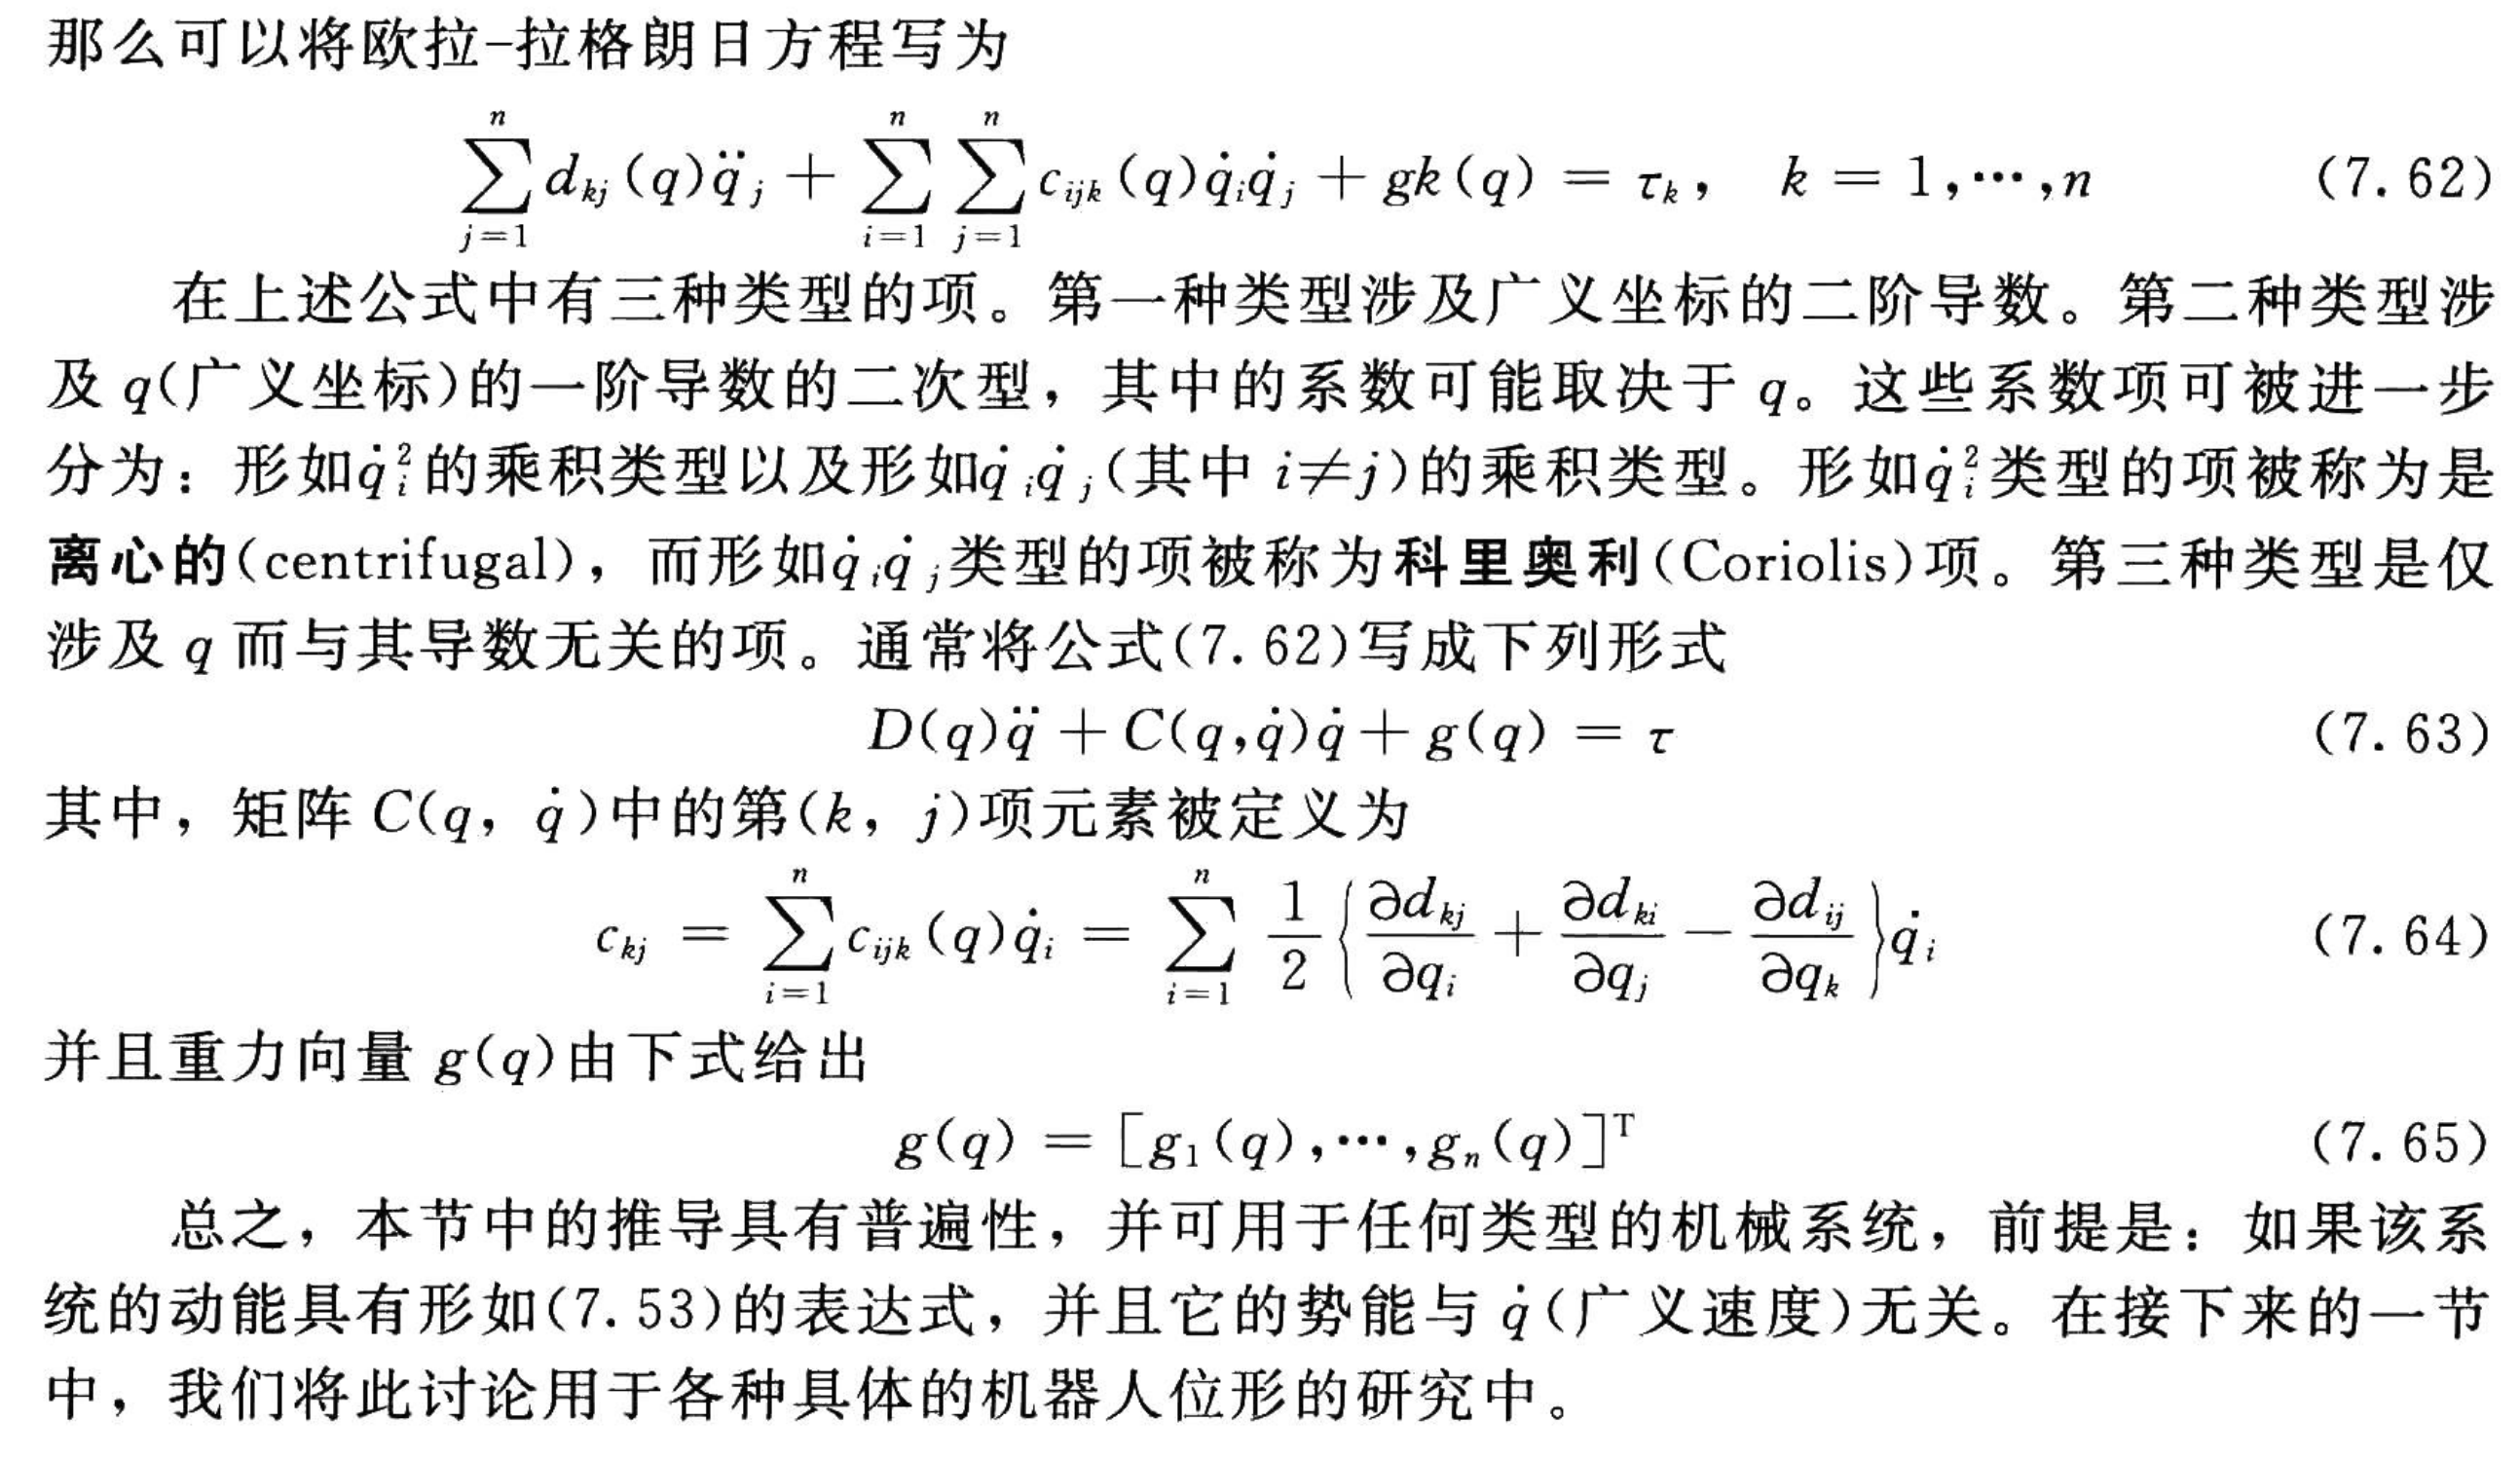 那么可以将欧拉-拉格朗日方程写为
$$\sum_{j=1}^{n} d_{kj}(q)\ddot{q}_j + \sum_{i=1}^{n}\sum_{j=1}^{n} c_{ijk}(q)\dot{q}_i\dot{q}_j + gk(q) = \tau_k, \quad k = 1,\cdots,n \quad (7.62)$$
在上述公式中有三种类型的项。第一种类型涉及广义坐标的二阶导数。第二种类型涉
及 q(广义坐标)的一阶导数的二次型，其中的系数可能取决于 q。这些系数项可被进一步
分为：形如$\dot{q}_i^2$的乘积类型以及形如$\dot{q}_i\dot{q}_j$(其中 i≠j)的乘积类型。形如$\dot{q}_i^2$类型的项被称为是
离心的(centrifugal)，而形如$\dot{q}_i\dot{q}_j$类型的项被称为科里奥利(Coriolis)项。第三种类型是仅
涉及 q 而与其导数无关的项。通常将公式(7.62)写成下列形式
$$D(q)\ddot{q} + C(q,\dot{q})\dot{q} + g(q) = \tau \quad (7.63)$$
其中，矩阵 $C(q, \dot{q})$中的第(k, j)项元素被定义为
$$c_{kj} = \sum_{i=1}^{n} c_{ijk}(q)\dot{q}_i = \sum_{i=1}^{n} \frac{1}{2}\left\{\frac{\partial d_{kj}}{\partial q_i} + \frac{\partial d_{ki}}{\partial q_j} - \frac{\partial d_{ij}}{\partial q_k}\right\}\dot{q}_i \quad (7.64)$$
并且重力向量 g(q)由下式给出
$$g(q) = [g_1(q),\cdots,g_n(q)]^{\mathrm{T}} \quad (7.65)$$
总之，本节中的推导具有普遍性，并可用于任何类型的机械系统，前提是：如果该系
统的动能具有形如(7.53)的表达式，并且它的势能与 $\dot{q}$(广义速度)无关。在接下来的一节
中，我们将此讨论用于各种具体的机器人位形的研究中。